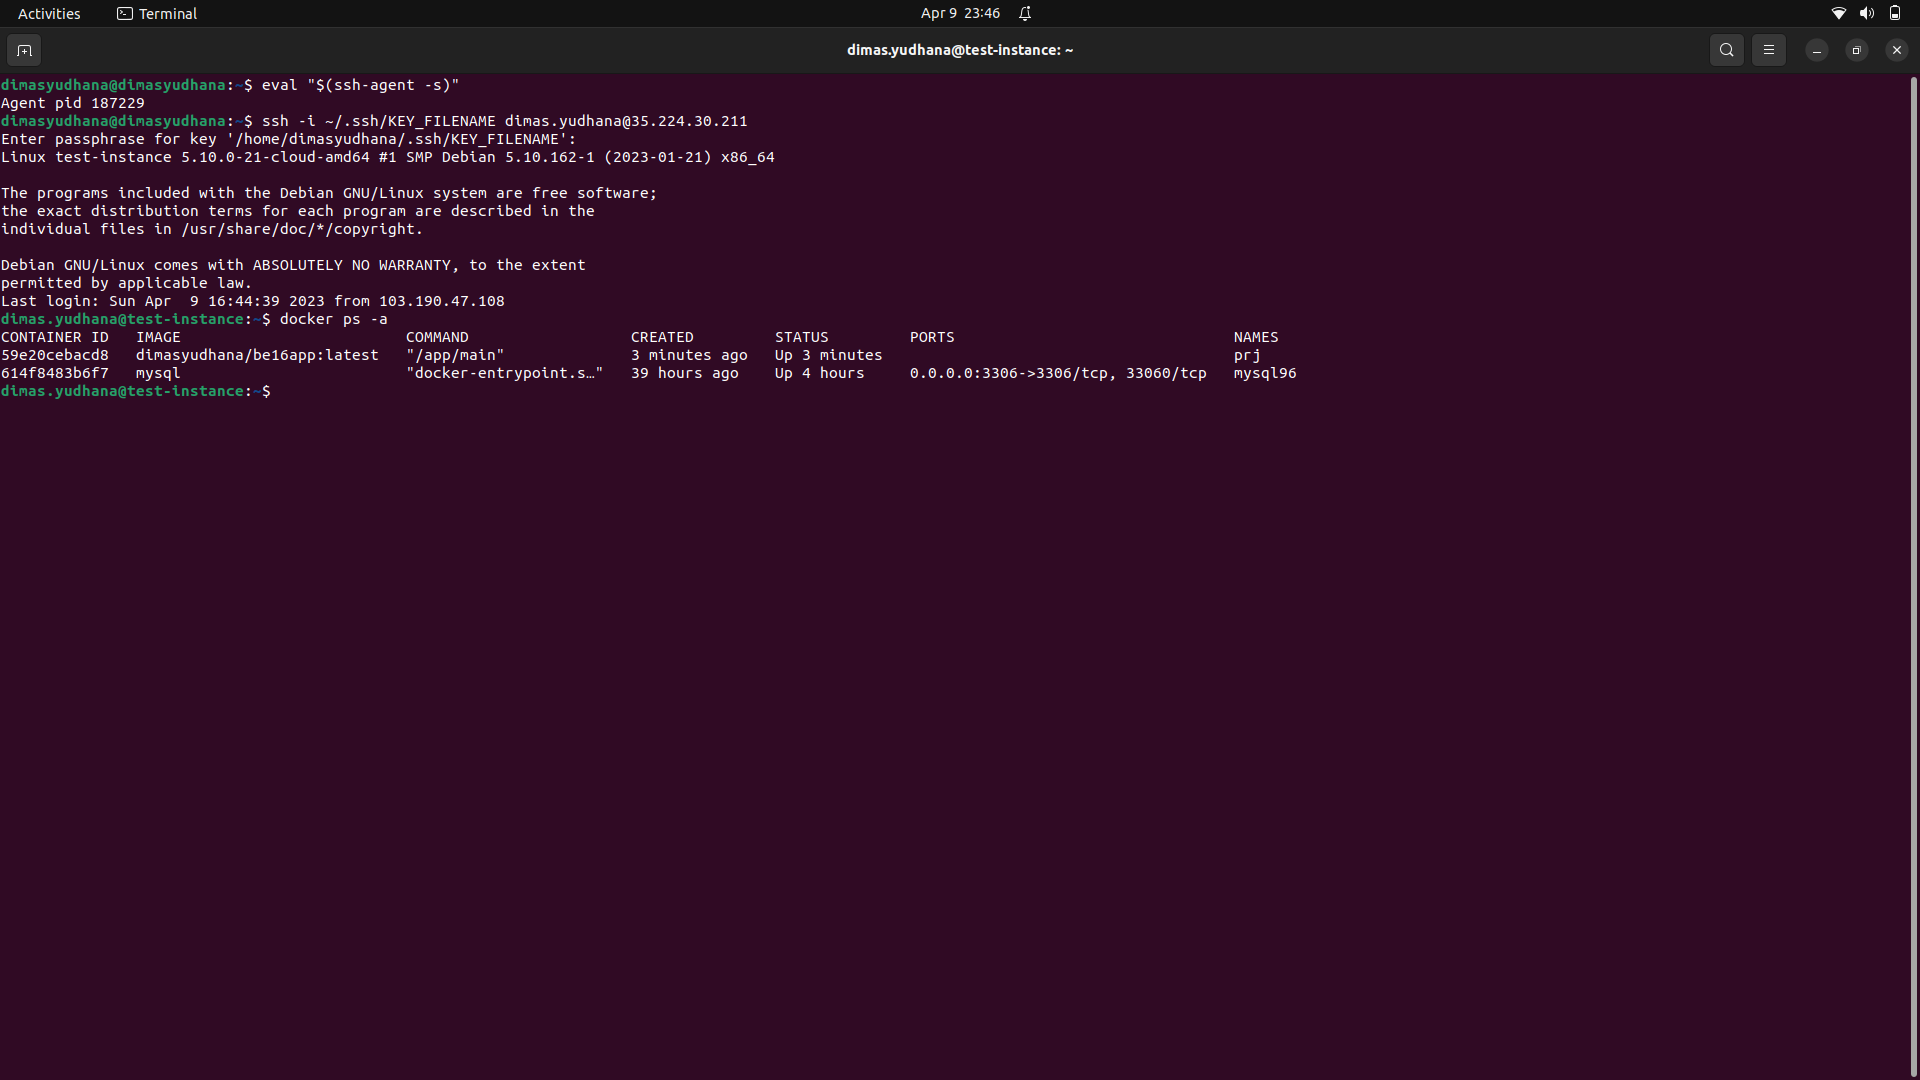 Activities Terminal Apr 9 23:46
dimas.yudhana@test-instance: ~
dimasyudhana@dimasyudhana:~$ eval "$(ssh-agent -s)"
Agent pid 187229
dimasyudhana@dimasyudhana:~$ ssh -i ~/.ssh/KEY_FILENAME dimas.yudhana@35.224.30.211
Enter passphrase for key '/home/dimasyudhana/.ssh/KEY_FILENAME':
Linux test-instance 5.10.0-21-cloud-amd64 #1 SMP Debian 5.10.162-1 (2023-01-21) x86_64
The programs included with the Debian GNU/Linux system are free software;
the exact distribution terms for each program are described in the
individual files in /usr/share/doc/*/copyright.
Debian GNU/Linux comes with ABSOLUTELY NO WARRANTY, to the extent
permitted by applicable law.
Last login: Sun Apr  9 16:44:39 2023 from 103.190.47.108
dimas.yudhana@test-instance:~$ docker ps -a
CONTAINER ID   IMAGE                         COMMAND                  CREATED         STATUS         PORTS                               NAMES
59e20cebacd8   dimasyudhana/be16app:latest   "/app/main"              3 minutes ago   Up 3 minutes                                       prj
614f8483b6f7   mysql                         "docker-entrypoint.s…"   39 hours ago    Up 4 hours     0.0.0.0:3306->3306/tcp, 33060/tcp   mysql96
dimas.yudhana@test-instance:~$